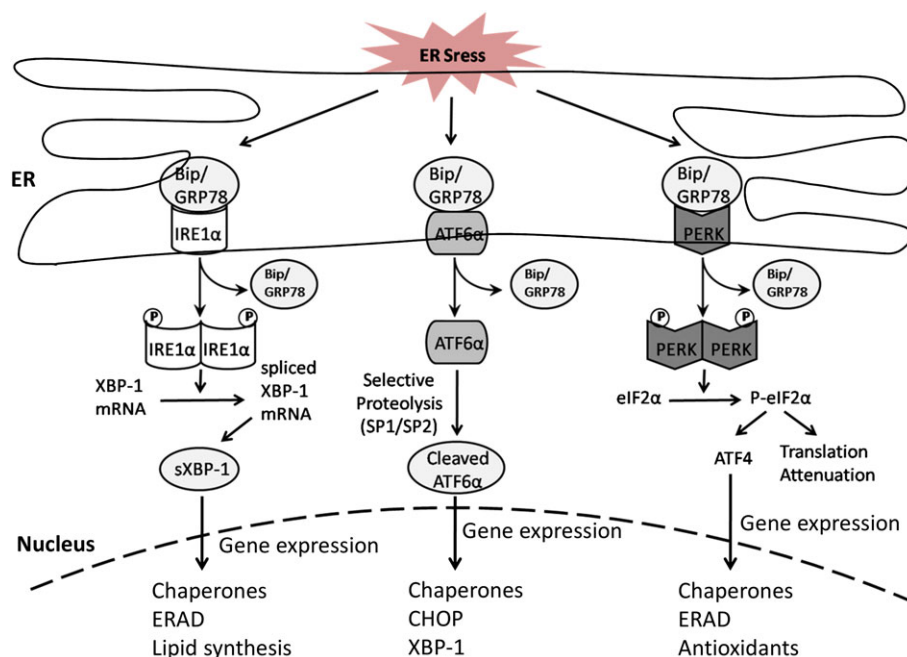 ER Sress
ER
Bip/
GRP78
IRE1α
Bip/
GRP78
ATF6α
Bip/
GRP78
PERK
Bip/
GRP78
Bip/
GRP78
Bip/
GRP78
P
P
IRE1α
IRE1α
ATF6α
P
P
PERK
PERK
XBP-1
mRNA
spliced
XBP-1
mRNA
Selective
Proteolysis
(SP1/SP2)
eIF2α
P-eIF2α
sXBP-1
Cleaved
ATF6α
ATF4
Translation
Attenuation
Nucleus
Gene expression
Gene expression
Gene expression
Chaperones
ERAD
Lipid synthesis
Chaperones
CHOP
XBP-1
Chaperones
ERAD
Antioxidants